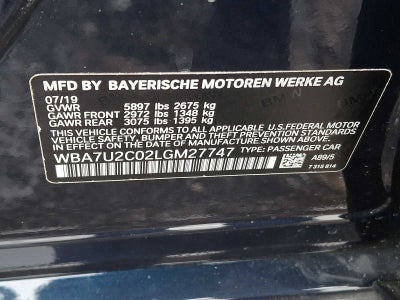 MFD BY BAYERISCHE MOTOREN WERKE AG
07/19
GVWR 5897 lbs 2675 kg
GAWR FRONT 2972 lbs 1348 kg
GAWR REAR 3075 lbs 1395 kg
THIS VEHICLE CONFORMS TO ALL APPLICABLE U.S.FEDERAL MOTOR
VEHICLE SAFETY, BUMPER AND THEFT PREVENTION STANDARDS
IN EFFECT ON THE DATE OF MANUFACTURE SHOWN ABOVE.
WBA7U2C02LGM27747 TYPE: PASSENGER CAR
A89/5
7 315 814